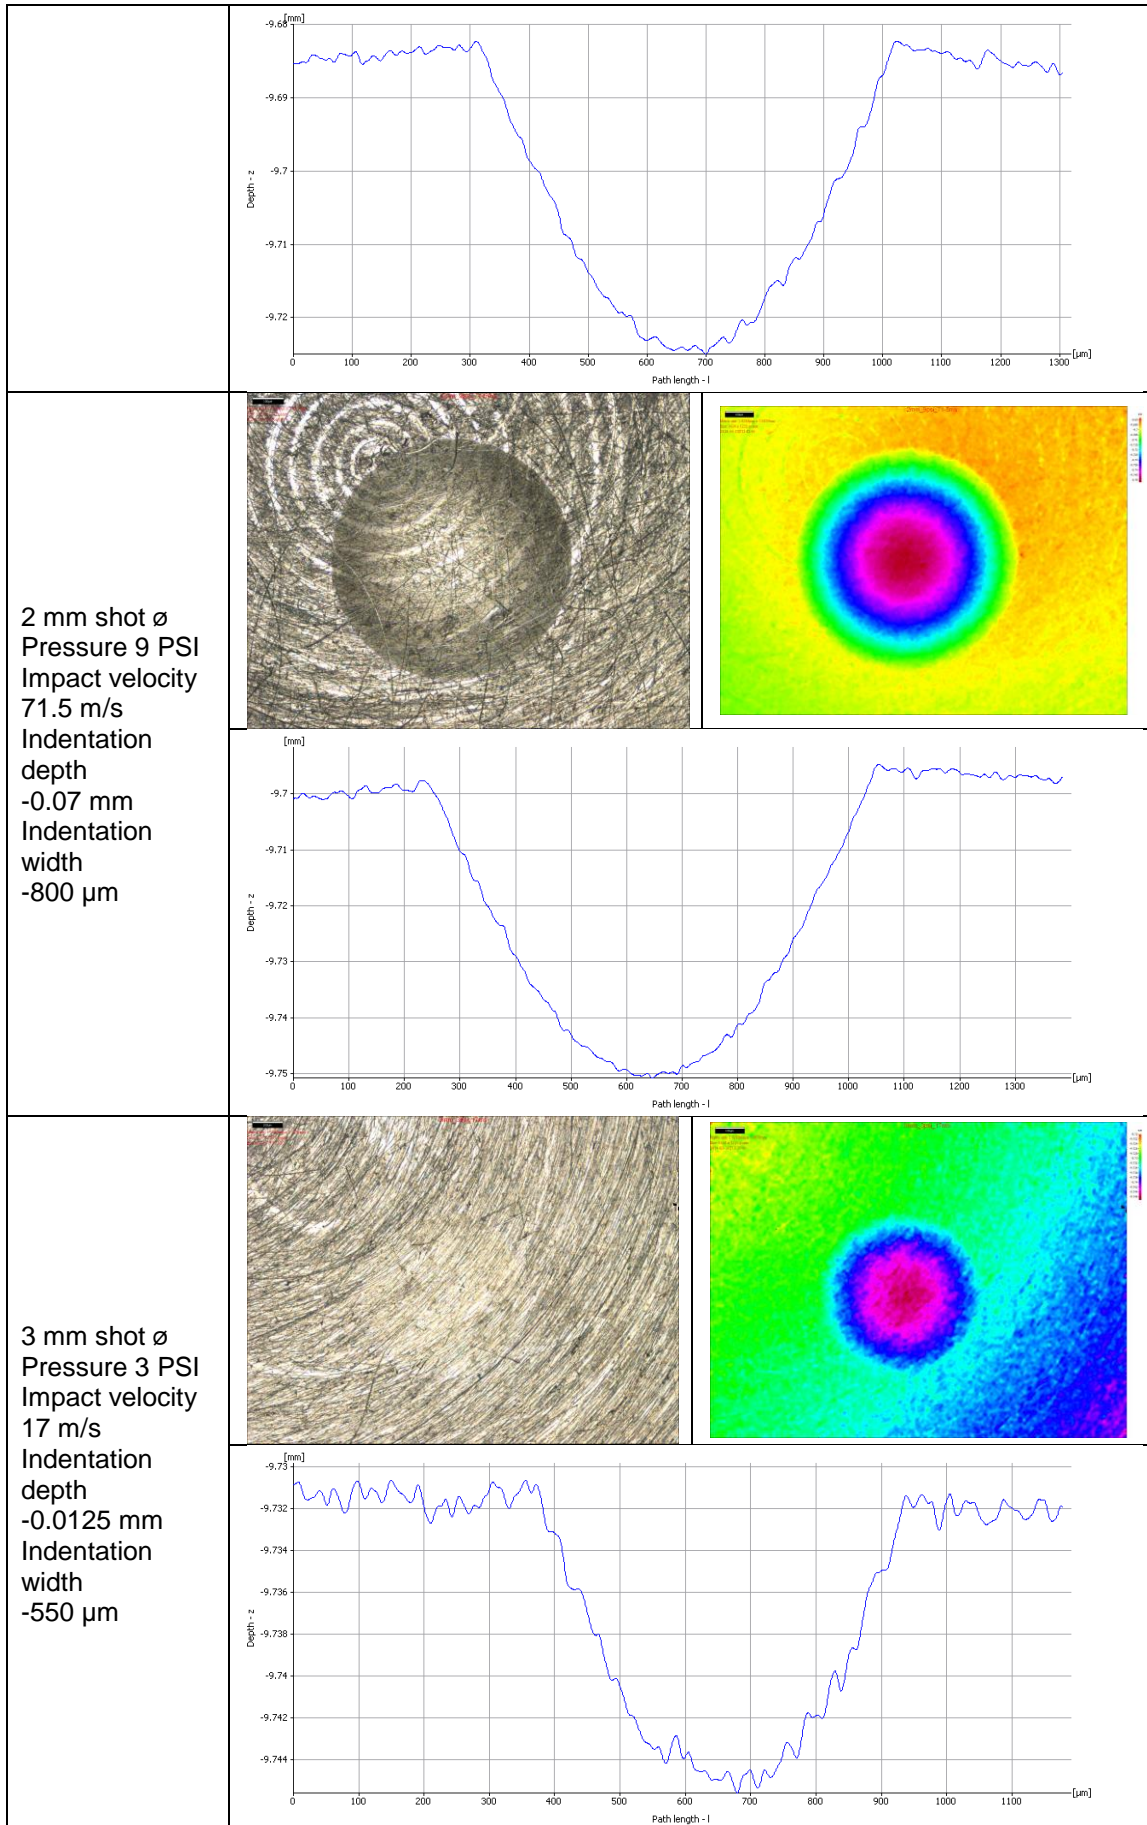 [mm]
-9.68
-9.69
-9.7
-9.71
-9.72
Depth - z
0 100 200 300 400 500 600 700 800 900 1000 1100 1200 1300 [µm]
Path length - l
2 mm shot ø
Pressure 9 PSI
Impact velocity
71.5 m/s
Indentation
depth
-0.07 mm
Indentation
width
-800 µm
[mm]
-9.7
-9.71
-9.72
-9.73
-9.74
-9.75
Depth - z
0 100 200 300 400 500 600 700 800 900 1000 1100 1200 1300 [µm]
Path length - l
3 mm shot ø
Pressure 3 PSI
Impact velocity
17 m/s
Indentation
depth
-0.0125 mm
Indentation
width
-550 µm
[mm]
-9.73
-9.732
-9.734
-9.736
-9.738
-9.74
-9.742
-9.744
Depth - z
0 100 200 300 400 500 600 700 800 900 1000 1100 [µm]
Path length - l